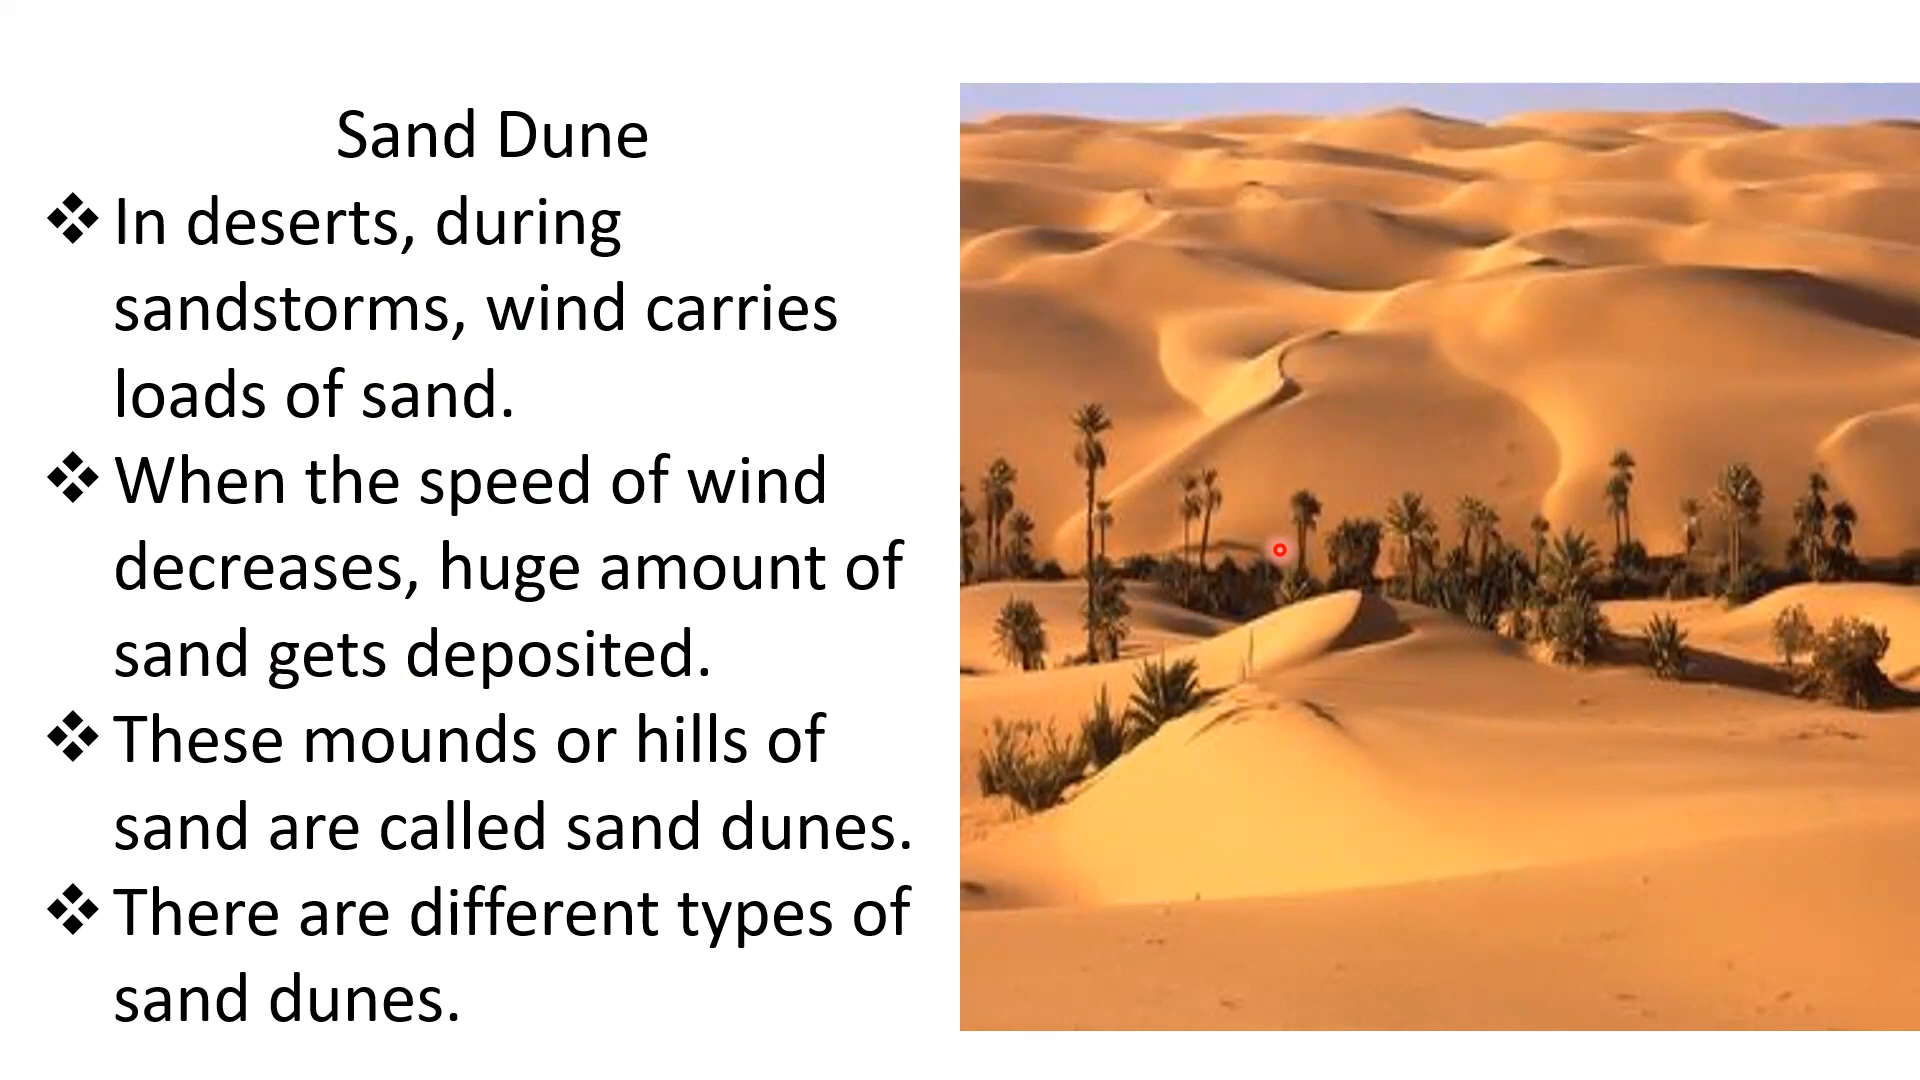 Sand Dune
❖ In deserts, during
sandstorms, wind carries
loads of sand.
❖ When the speed of wind
decreases, huge amount of
sand gets deposited.
❖ These mounds or hills of
sand are called sand dunes.
❖ There are different types of
sand dunes.